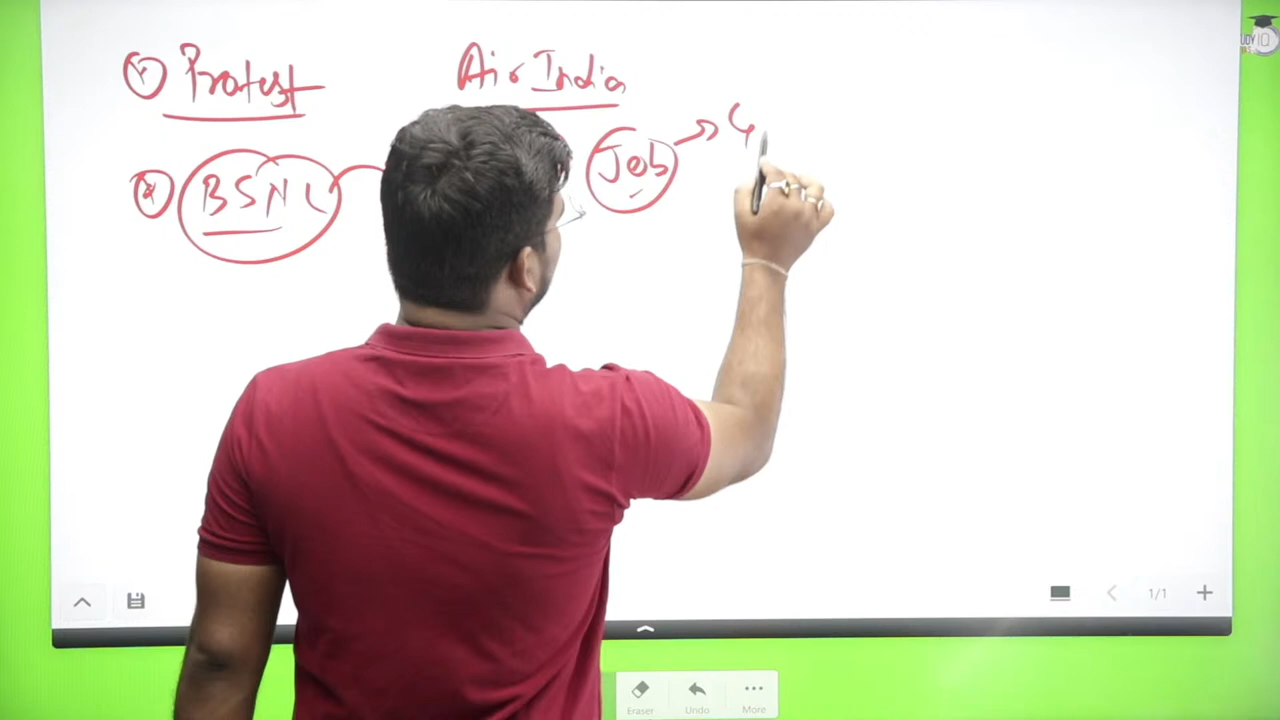 Protest Air India
BSNL Job → G
1/1
Eraser Undo More